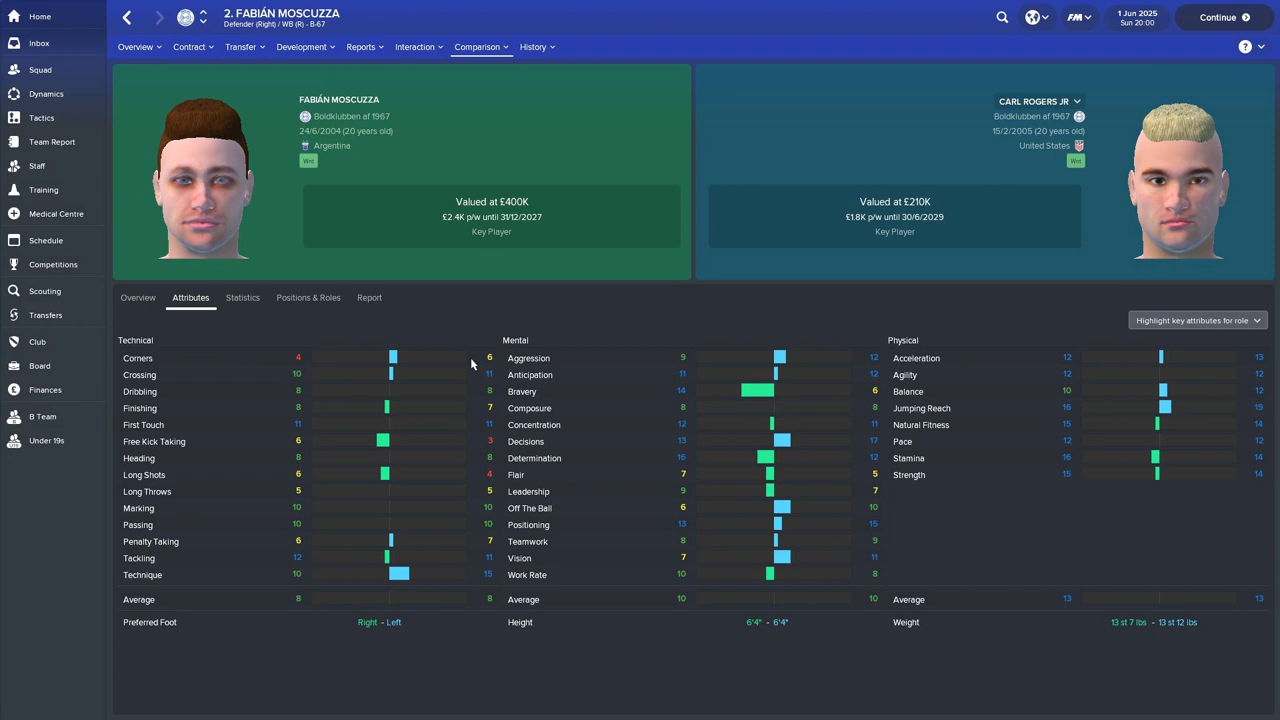 Home
Inbox
Squad
Dynamics
Tactics
Team Report
Staff
Training
Medical Centre
Schedule
Competitions
Scouting
Transfers
Club
Board
Finances
B Team
Under 19s
2. FABIÁN MOSCUZZA
Defender (Right) / WB (R) - B-67
FM
1 Jun 2025
Sun 20:00
Continue
Overview Contract Transfer Development Reports Interaction Comparison History
?
FABIÁN MOSCUZZA
Boldklubben af 1967
24/6/2004 (20 years old)
Argentina
Wnt
Valued at £400K
£2.4K p/w until 31/12/2027
Key Player
CARL ROGERS JR
Boldklubben af 1967
15/2/2005 (20 years old)
United States
Wnt
Valued at £210K
£1.8K p/w until 30/6/2029
Key Player
Overview Attributes Statistics Positions & Roles Report
Highlight key attributes for role
Technical
Corners 4 6
Crossing 10 11
Dribbling 8 8
Finishing 8 7
First Touch 11 11
Free Kick Taking 6 3
Heading 8 8
Long Shots 6 4
Long Throws 5 5
Marking 10 10
Passing 10 10
Penalty Taking 6 7
Tackling 12 11
Technique 10 15
Average 8 8
Preferred Foot Right - Left
Mental
Aggression 9 12
Anticipation 11 12
Bravery 14 6
Composure 8 8
Concentration 12 11
Decisions 13 17
Determination 16 12
Flair 7 5
Leadership 9 7
Off The Ball 6 10
Positioning 13 15
Teamwork 8 9
Vision 7 11
Work Rate 10 8
Average 10 10
Height 6'4" - 6'4"
Physical
Acceleration 12 13
Agility 12 12
Balance 10 12
Jumping Reach 16 19
Natural Fitness 15 14
Pace 12 12
Stamina 16 14
Strength 15 14
Average 13 13
Weight 13 st 7 lbs - 13 st 12 lbs